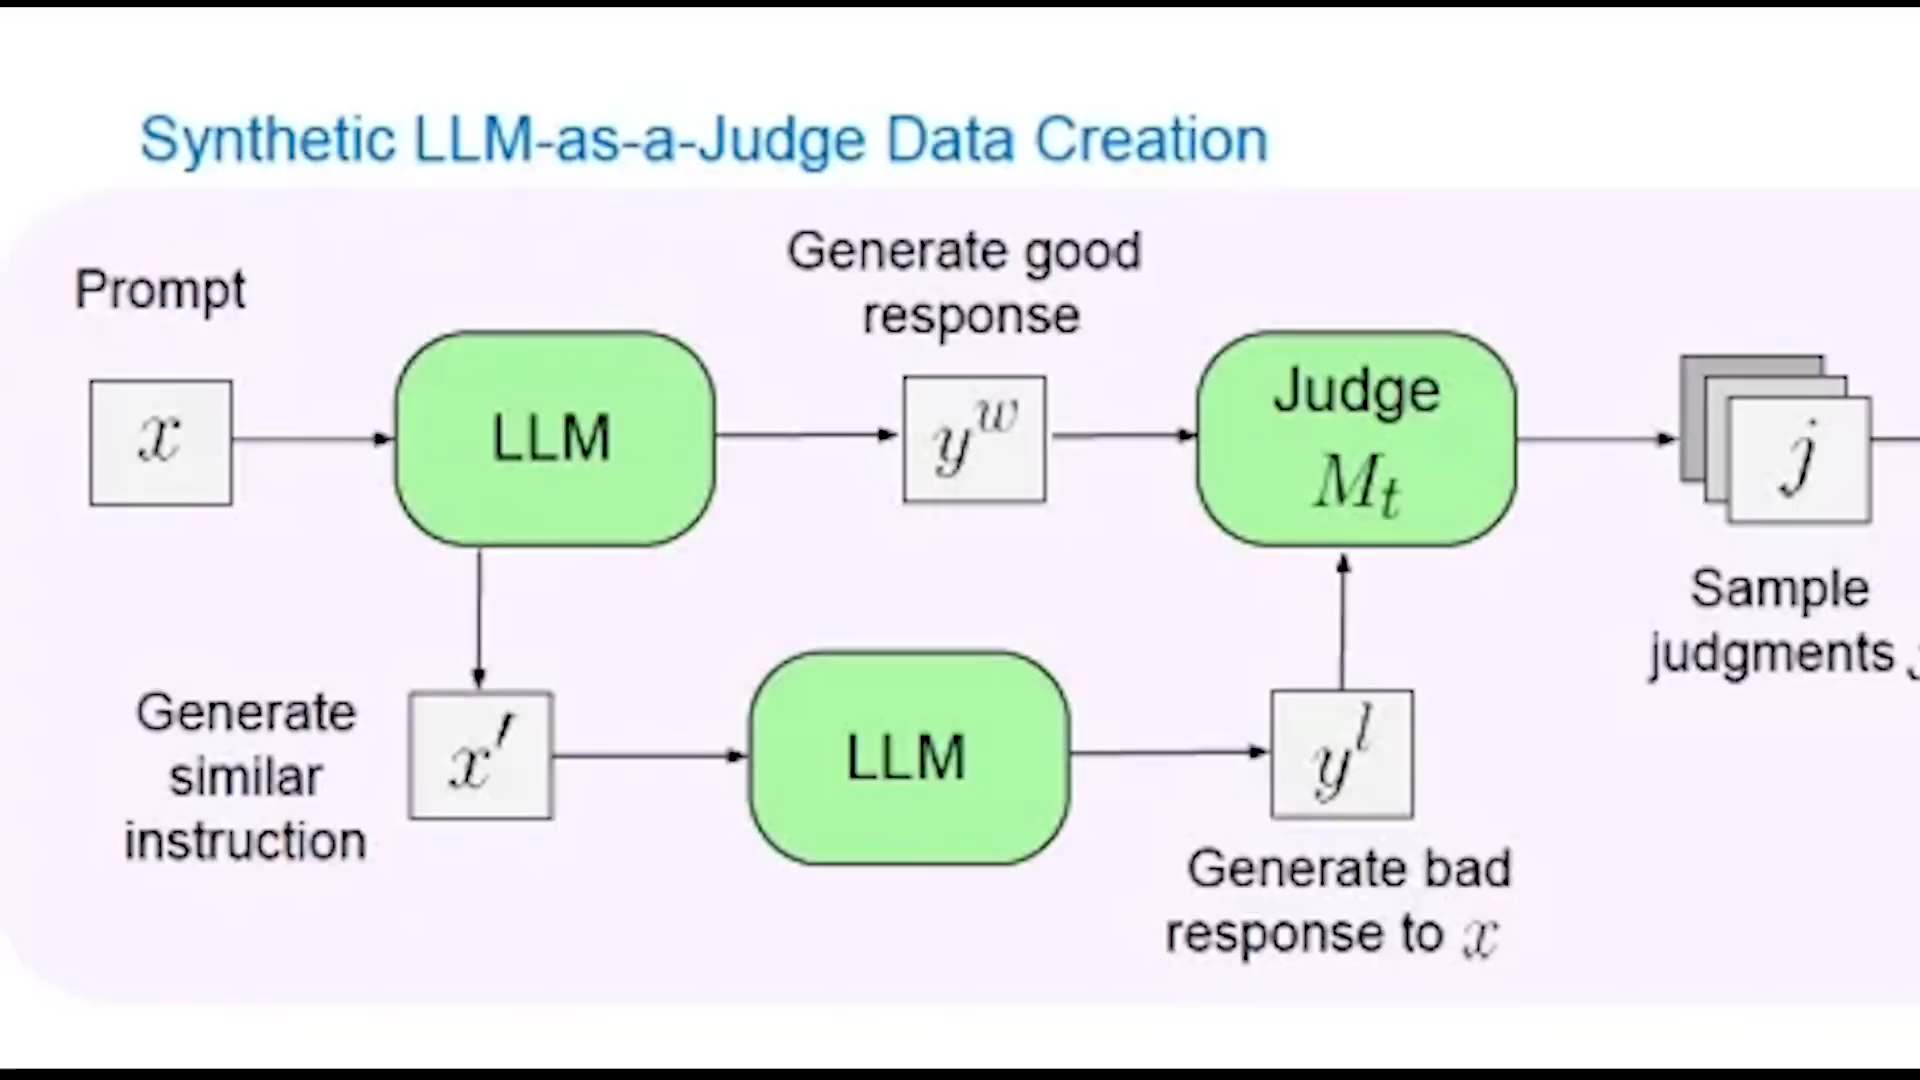 Synthetic LLM-as-a-Judge Data Creation
Prompt
Generate good
response
x
LLM
y^w
Judge
M_t
j
Sample
judgments
Generate
similar
instruction
x′
LLM
y^l
Generate bad
response to x